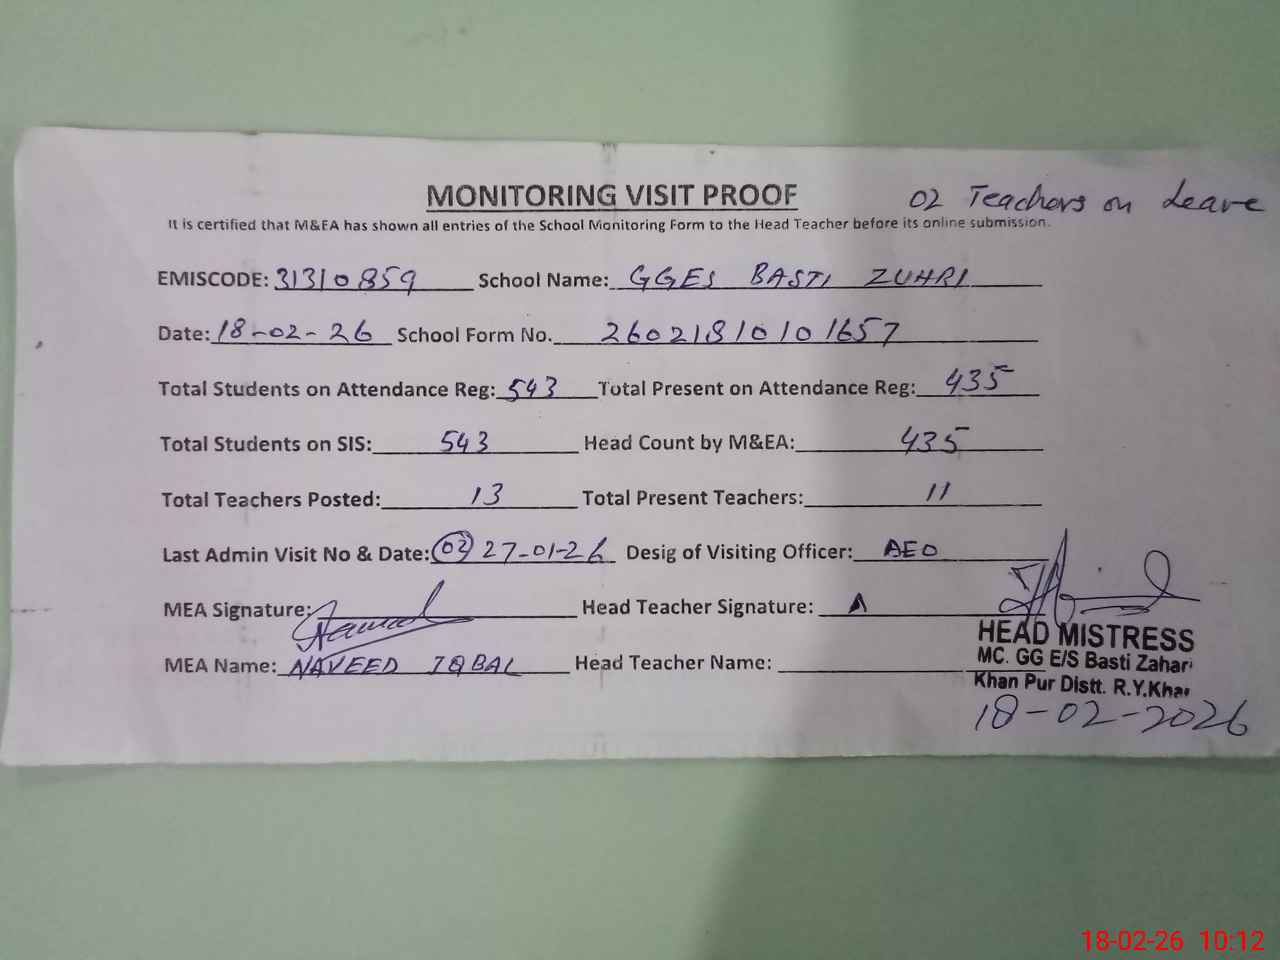 MONITORING VISIT PROOF
02 Teachers on Leave
It is certified that M&EA has shown all entries of the School Monitoring Form to the Head Teacher before its online submission.
EMISCODE: 31310859 School Name: GGES BASTI ZUHRI
Date: 18-02-26 School Form No. 26021810101657
Total Students on Attendance Reg: 543 Total Present on Attendance Reg: 435
Total Students on SIS: 543 Head Count by M&EA: 435
Total Teachers Posted: 13 Total Present Teachers: 11
Last Admin Visit No & Date: 02 27-01-26 Desig of Visiting Officer: AEO
MEA Signature: Head Teacher Signature:
MEA Name: NAVEED IQBAL Head Teacher Name:
HEAD MISTRESS
MC. GG E/S Basti Zahari
Khan Pur Distt. R.Y.Khan
18-02-2026
18-02-26 10:12